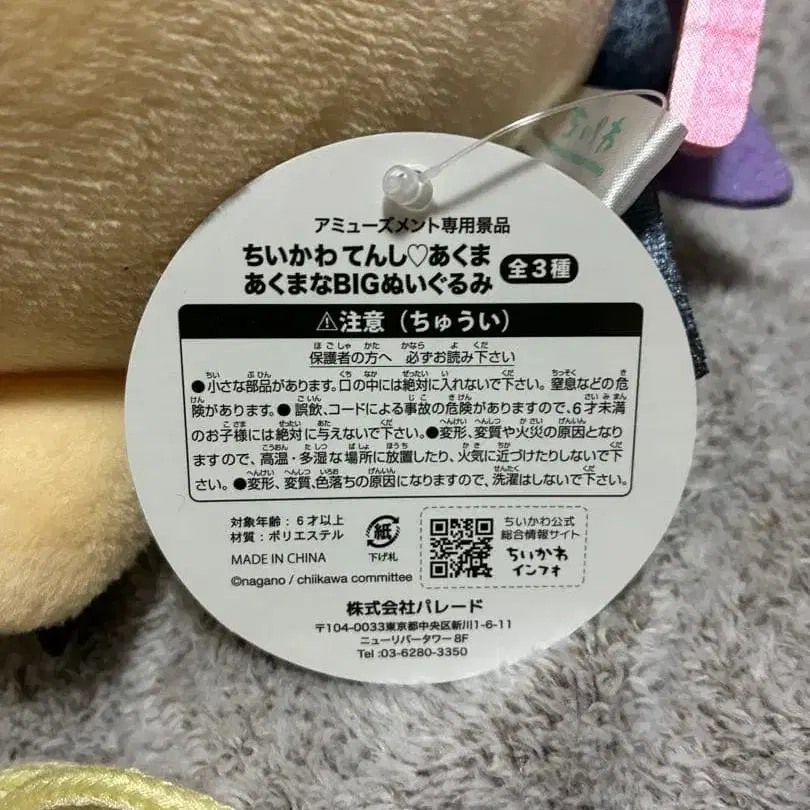 ちいかわ
アミューズメント専用景品
ちいかわ てんし♡あくま
あくまなBIGぬいぐるみ 全3種
⚠注意（ちゅうい）
保護者の方へ 必ずお読み下さい
●小さな部品があります。口の中には絶対に入れないで下さい。窒息などの危
険があります。●誤飲、コードによる事故の危険がありますので、6才未満
のお子様には絶対に与えないで下さい。●変形、変質や火災の原因となり
ますので、高温・多湿な場所に放置したり、火気に近づけたりしないで下
さい。●変形、変質、色落ちの原因になりますので、洗濯はしないで下さい。
対象年齢：6才以上
材質：ポリエステル
MADE IN CHINA
©nagano / chiikawa committee
紙
下げ札
ちいかわ公式
総合情報サイト
ちいかわ
インフォ
株式会社パレード
〒104-0033東京都中央区新川1-6-11
ニューリバータワー8F
Tel:03-6280-3350